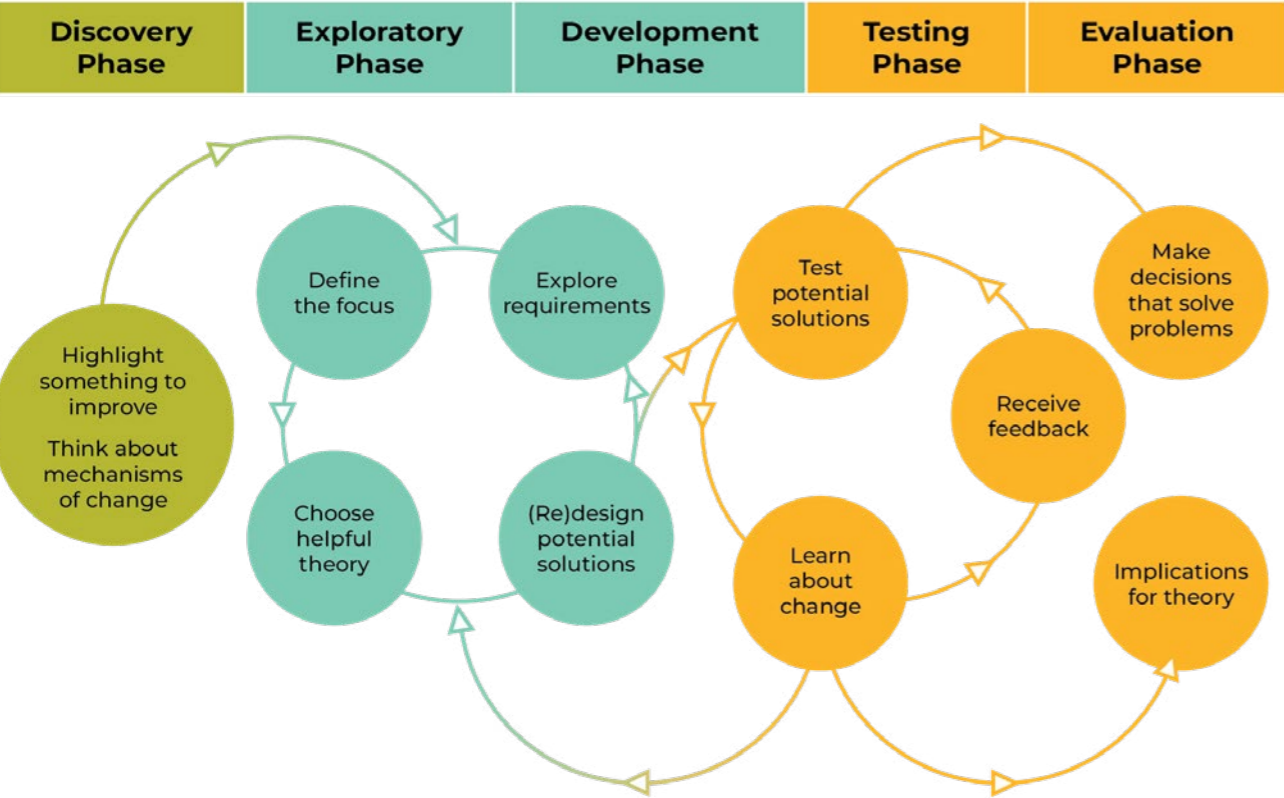 Discovery
Phase
Exploratory
Phase
Development
Phase
Testing
Phase
Evaluation
Phase
Highlight
something to
improve
Think about
mechanisms
of change
Define
the focus
Explore
requirements
Choose
helpful
theory
(Re)design
potential
solutions
Test
potential
solutions
Learn
about
change
Receive
feedback
Make
decisions
that solve
problems
Implications
for theory